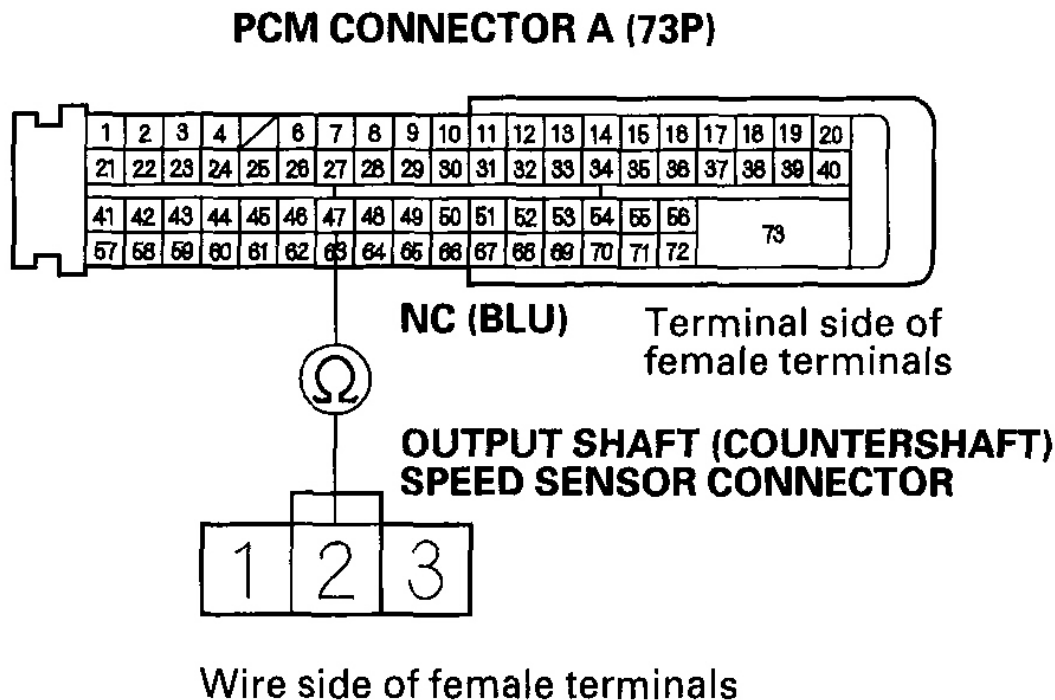 PCM CONNECTOR A (73P)
1 2 3 4 6 7 8 9 10 11 12 13 14 15 16 17 18 19 20
21 22 23 24 25 26 27 28 29 30 31 32 33 34 35 36 37 38 39 40
41 42 43 44 45 46 47 48 49 50 51 52 53 54 55 56
73
57 58 59 60 61 62 63 64 65 66 67 68 69 70 71 72
NC (BLU)
Terminal side of
female terminals
Ω
OUTPUT SHAFT (COUNTERSHAFT)
SPEED SENSOR CONNECTOR
1 2 3
Wire side of female terminals